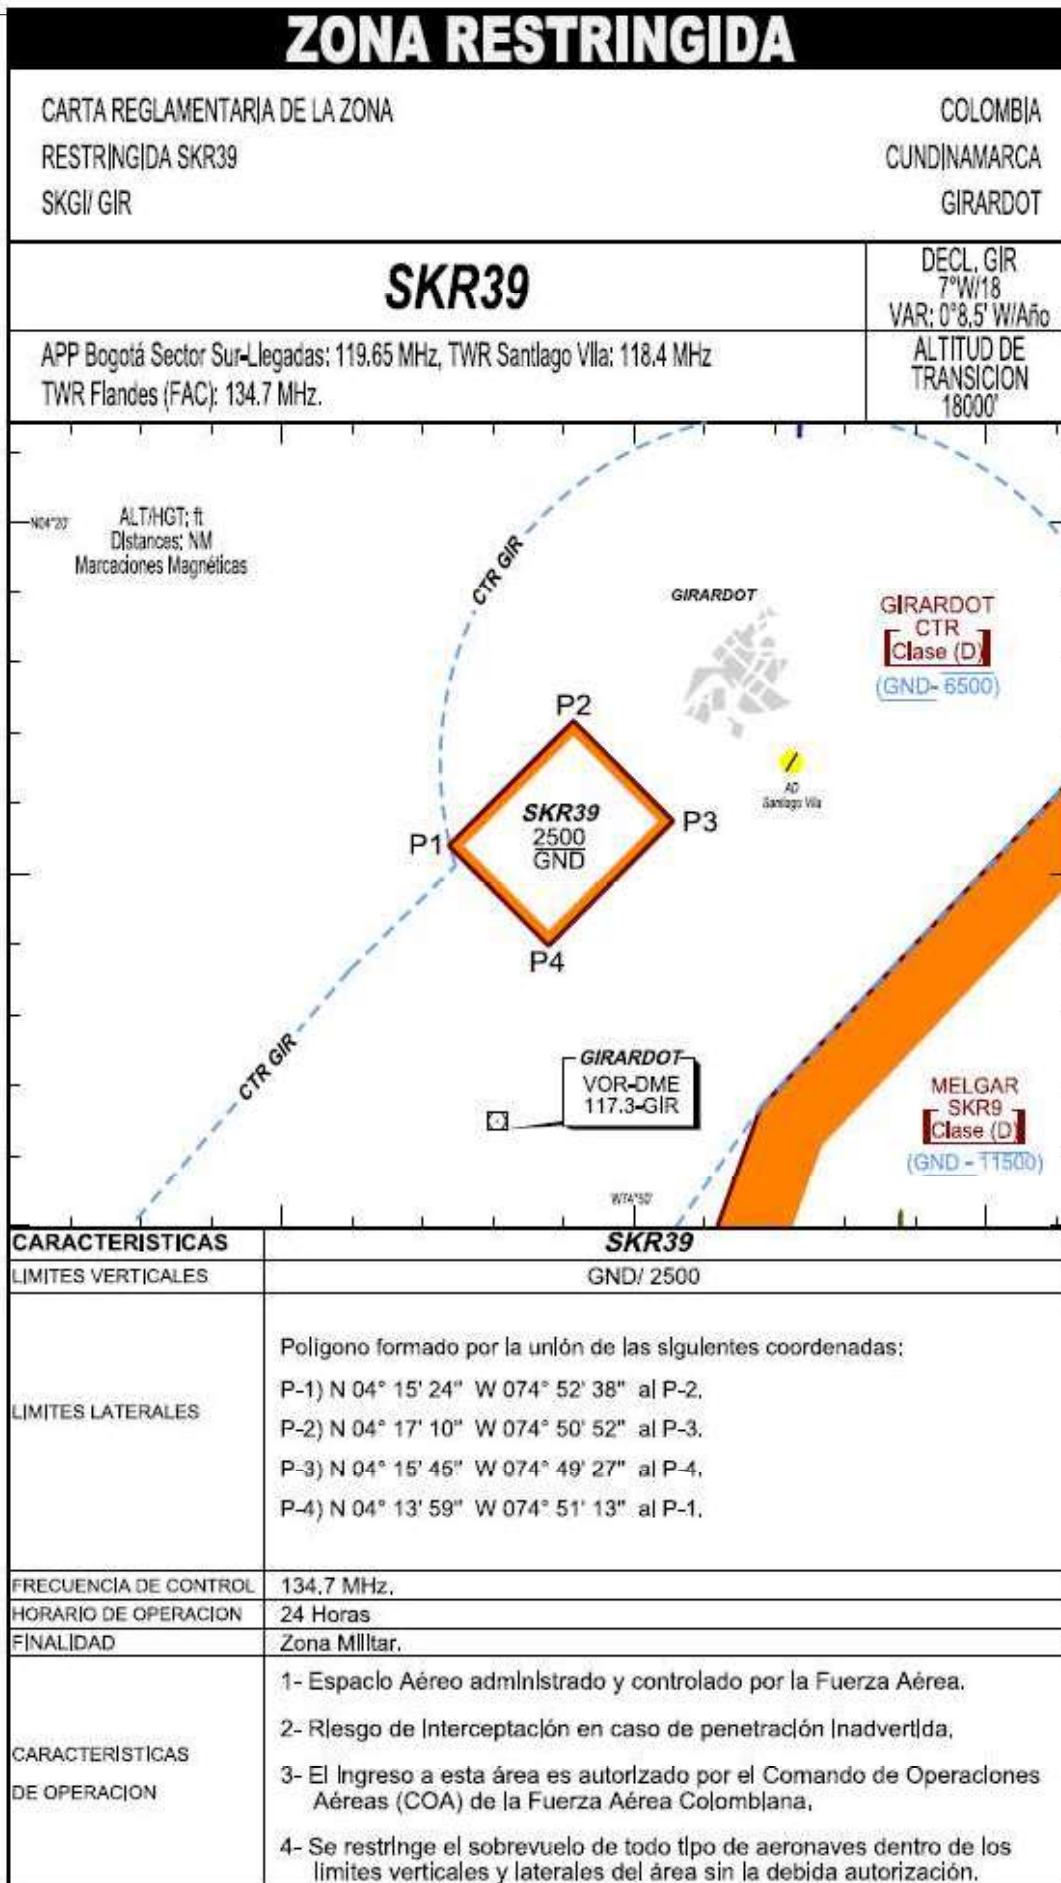 ZONA RESTRINGIDA
CARTA REGLAMENTARIA DE LA ZONA
RESTRINGIDA SKR39
SKGI/ GIR
COLOMBIA
CUNDINAMARCA
GIRARDOT
SKR39
DECL. GIR
7°W/18
VAR: 0°8.5' W/Año
APP Bogotá Sector Sur-Llegadas: 119.65 MHz, TWR Santiago Vila: 118.4 MHz
TWR Flandes (FAC): 134.7 MHz.
ALTITUD DE
TRANSICION
18000'
N04°20'
ALT/HGT: ft
Distances: NM
Marcaciones Magnéticas
CTR GIR
GIRARDOT
GIRARDOT
CTR
Clase (D)
(GND- 6500)
P2
SKR39
2500
GND
P1
P3
P4
AD
Santiago Vila
CTR GIR
GIRARDOT
VOR-DME
117.3-GIR
MELGAR
SKR9
Clase (D)
(GND - 11500)
W74°50'
CARACTERISTICAS
SKR39
LIMITES VERTICALES
GND/ 2500
LIMITES LATERALES
Poligono formado por la unión de las siguientes coordenadas:
P-1) N 04° 15' 24" W 074° 52' 38" al P-2.
P-2) N 04° 17' 10" W 074° 50' 52" al P-3.
P-3) N 04° 15' 45" W 074° 49' 27" al P-4.
P-4) N 04° 13' 59" W 074° 51' 13" al P-1.
FRECUENCIA DE CONTROL
134.7 MHz.
HORARIO DE OPERACION
24 Horas
FINALIDAD
Zona Militar.
CARACTERISTICAS
DE OPERACION
1- Espacio Aéreo administrado y controlado por la Fuerza Aérea.
2- Riesgo de Interceptación en caso de penetración Inadvertida.
3- El Ingreso a esta área es autorizado por el Comando de Operaciones
Aéreas (COA) de la Fuerza Aérea Colombiana.
4- Se restringe el sobrevuelo de todo tipo de aeronaves dentro de los
límites verticales y laterales del área sin la debida autorización.